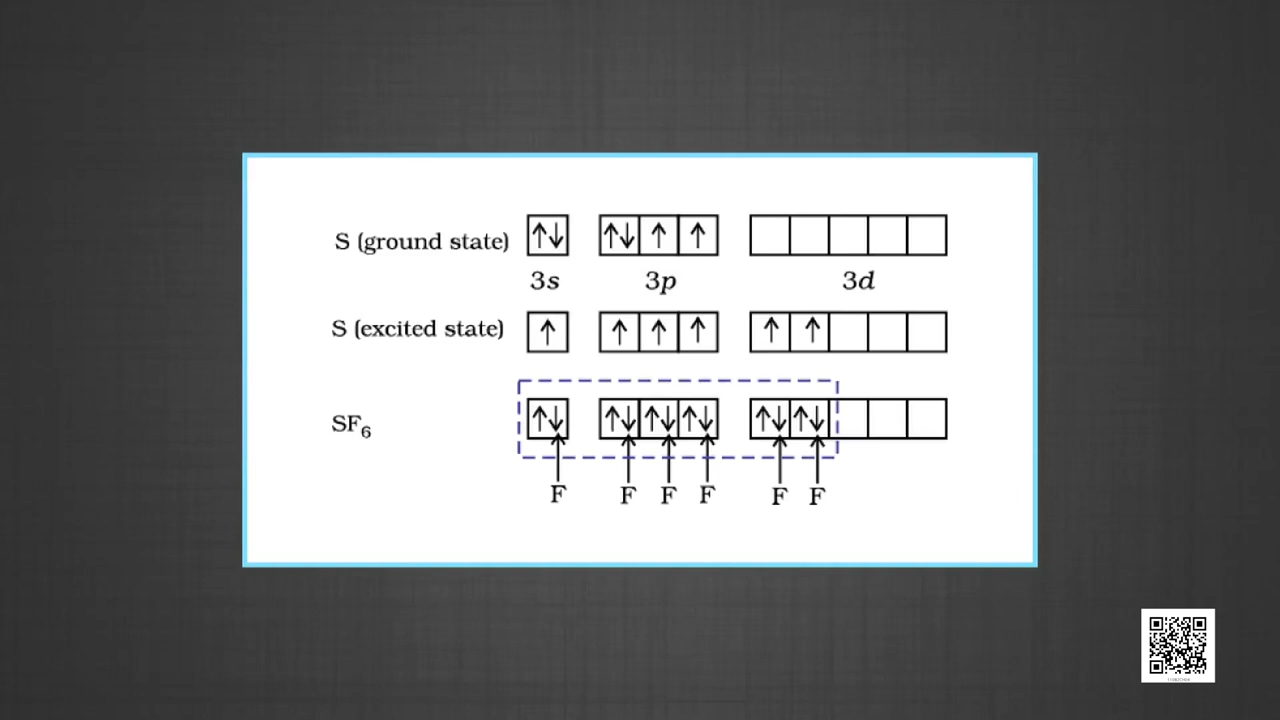 S (ground state) ↑↓ ↑↓ ↑ ↑
3s 3p 3d
S (excited state) ↑ ↑ ↑ ↑ ↑ ↑
SF₆ ↑↓ ↑↓ ↑↓ ↑↓ ↑↓ ↑↓
F F F F F F